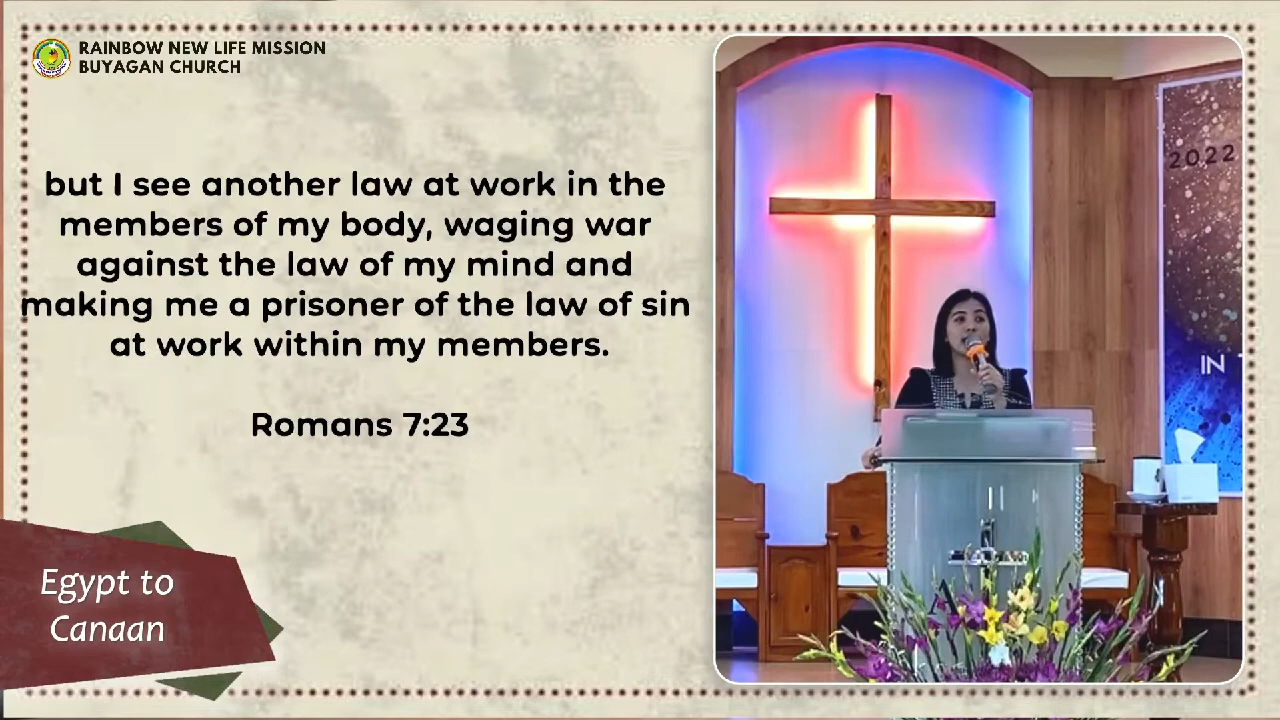 RAINBOW NEW LIFE MISSION
BUYAGAN CHURCH
but I see another law at work in the
members of my body, waging war
against the law of my mind and
making me a prisoner of the law of sin
at work within my members.
Romans 7:23
Egypt to
Canaan
2022
IN